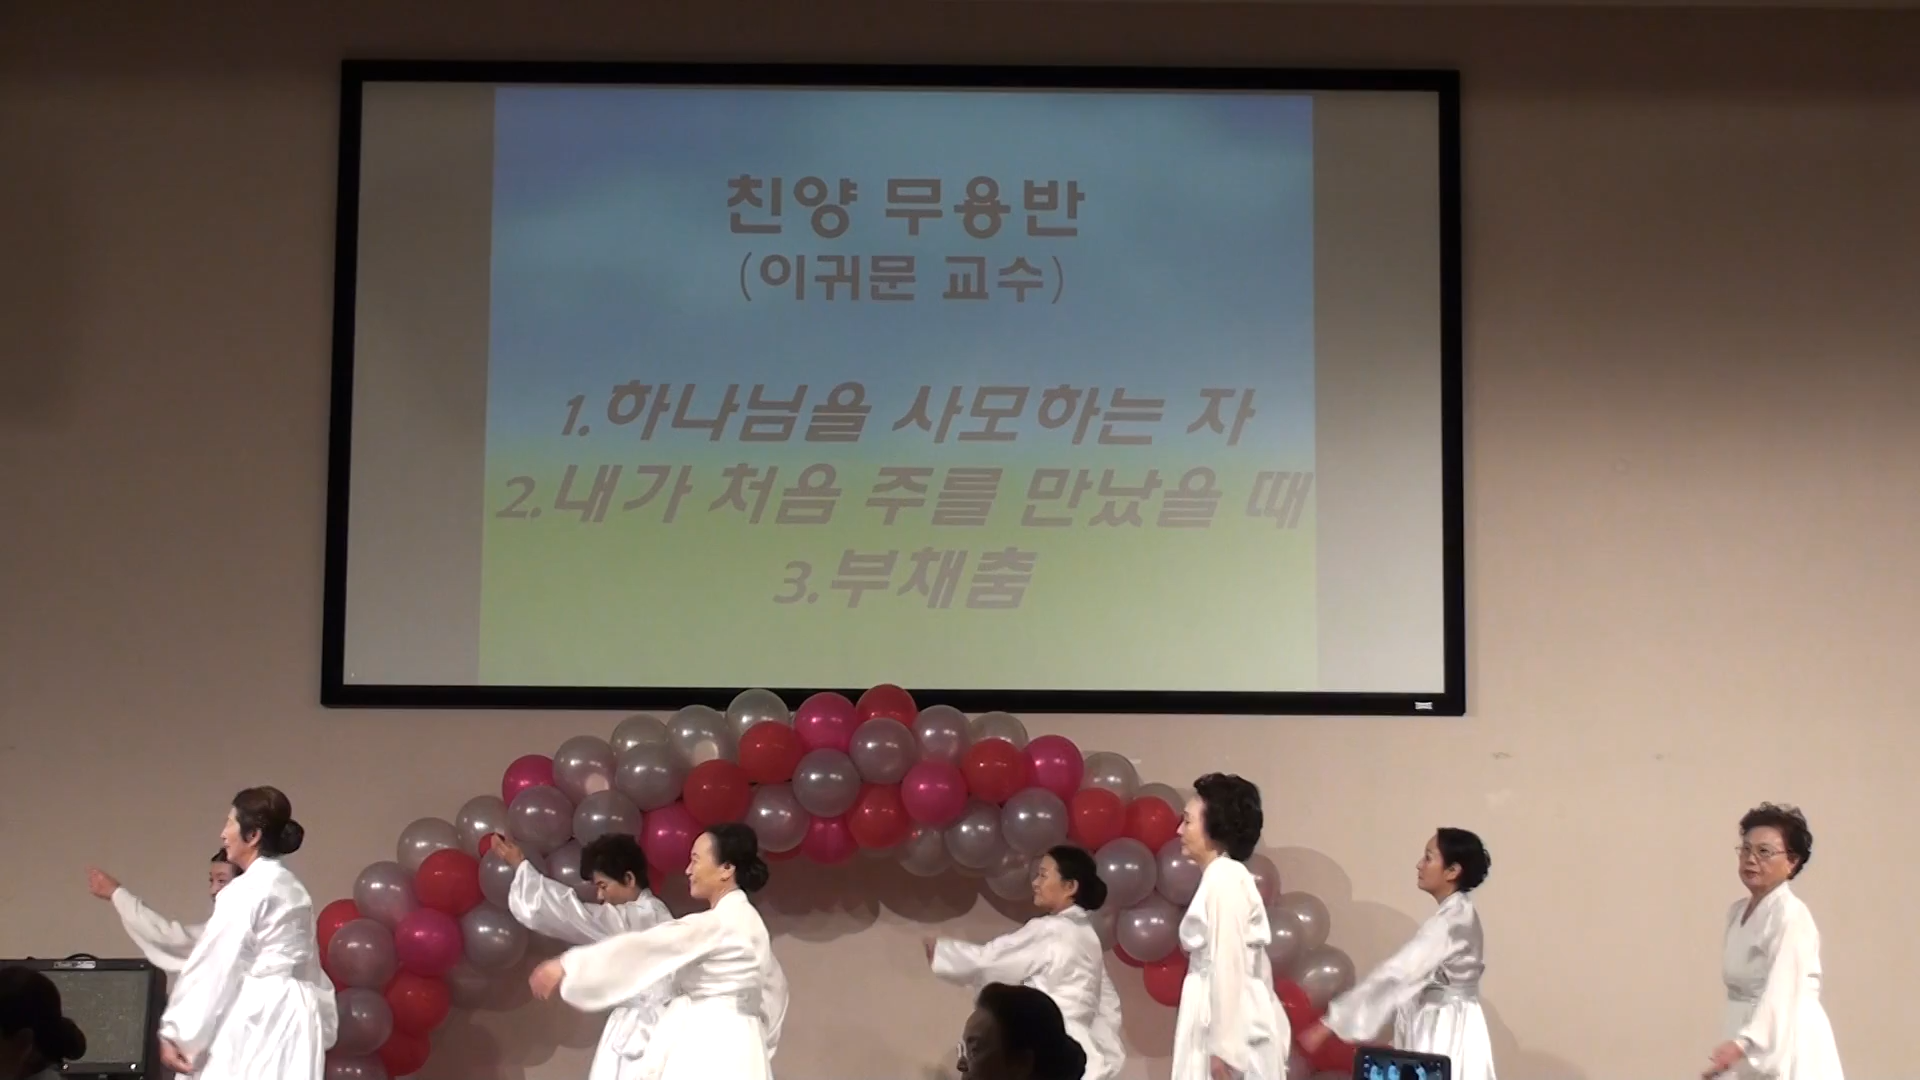 친양 무용반
(이귀문 교수)
1.하나님을 사모하는 자
2.내가 처음 주를 만났을 때
3.부채춤